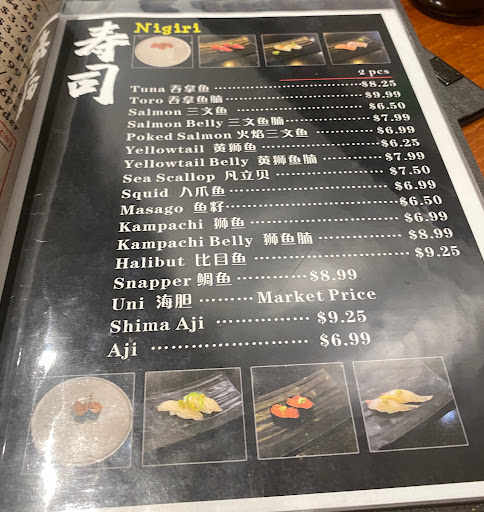 寿司
Nigiri
2 pcs
Tuna 吞拿鱼 $8.25
Toro 吞拿鱼腩 $9.99
Salmon 三文鱼 $6.50
Salmon Belly 三文鱼腩 $7.99
Poked Salmon 火焰三文鱼 $6.99
Yellowtail 黄狮鱼 $6.25
Yellowtail Belly 黄狮鱼腩 $7.99
Sea Scallop 凡立贝 $7.50
Squid 八爪鱼 $6.99
Masago 鱼籽 $6.50
Kampachi 狮鱼 $6.99
Kampachi Belly 狮鱼腩 $8.99
Halibut 比目鱼 $9.25
Snapper 鲷鱼 $8.99
Uni 海胆 Market Price
Shima Aji $9.25
Aji $6.99